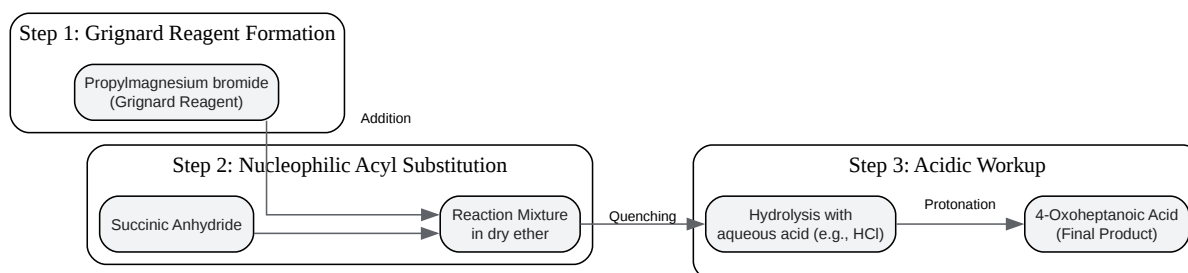 Step 1: Grignard Reagent Formation
Propylmagnesium bromide
(Grignard Reagent)
Addition
Step 2: Nucleophilic Acyl Substitution
Succinic Anhydride
Reaction Mixture
in dry ether
Quenching
Step 3: Acidic Workup
Hydrolysis with
aqueous acid (e.g., HCl)
Protonation
4-Oxoheptanoic Acid
(Final Product)